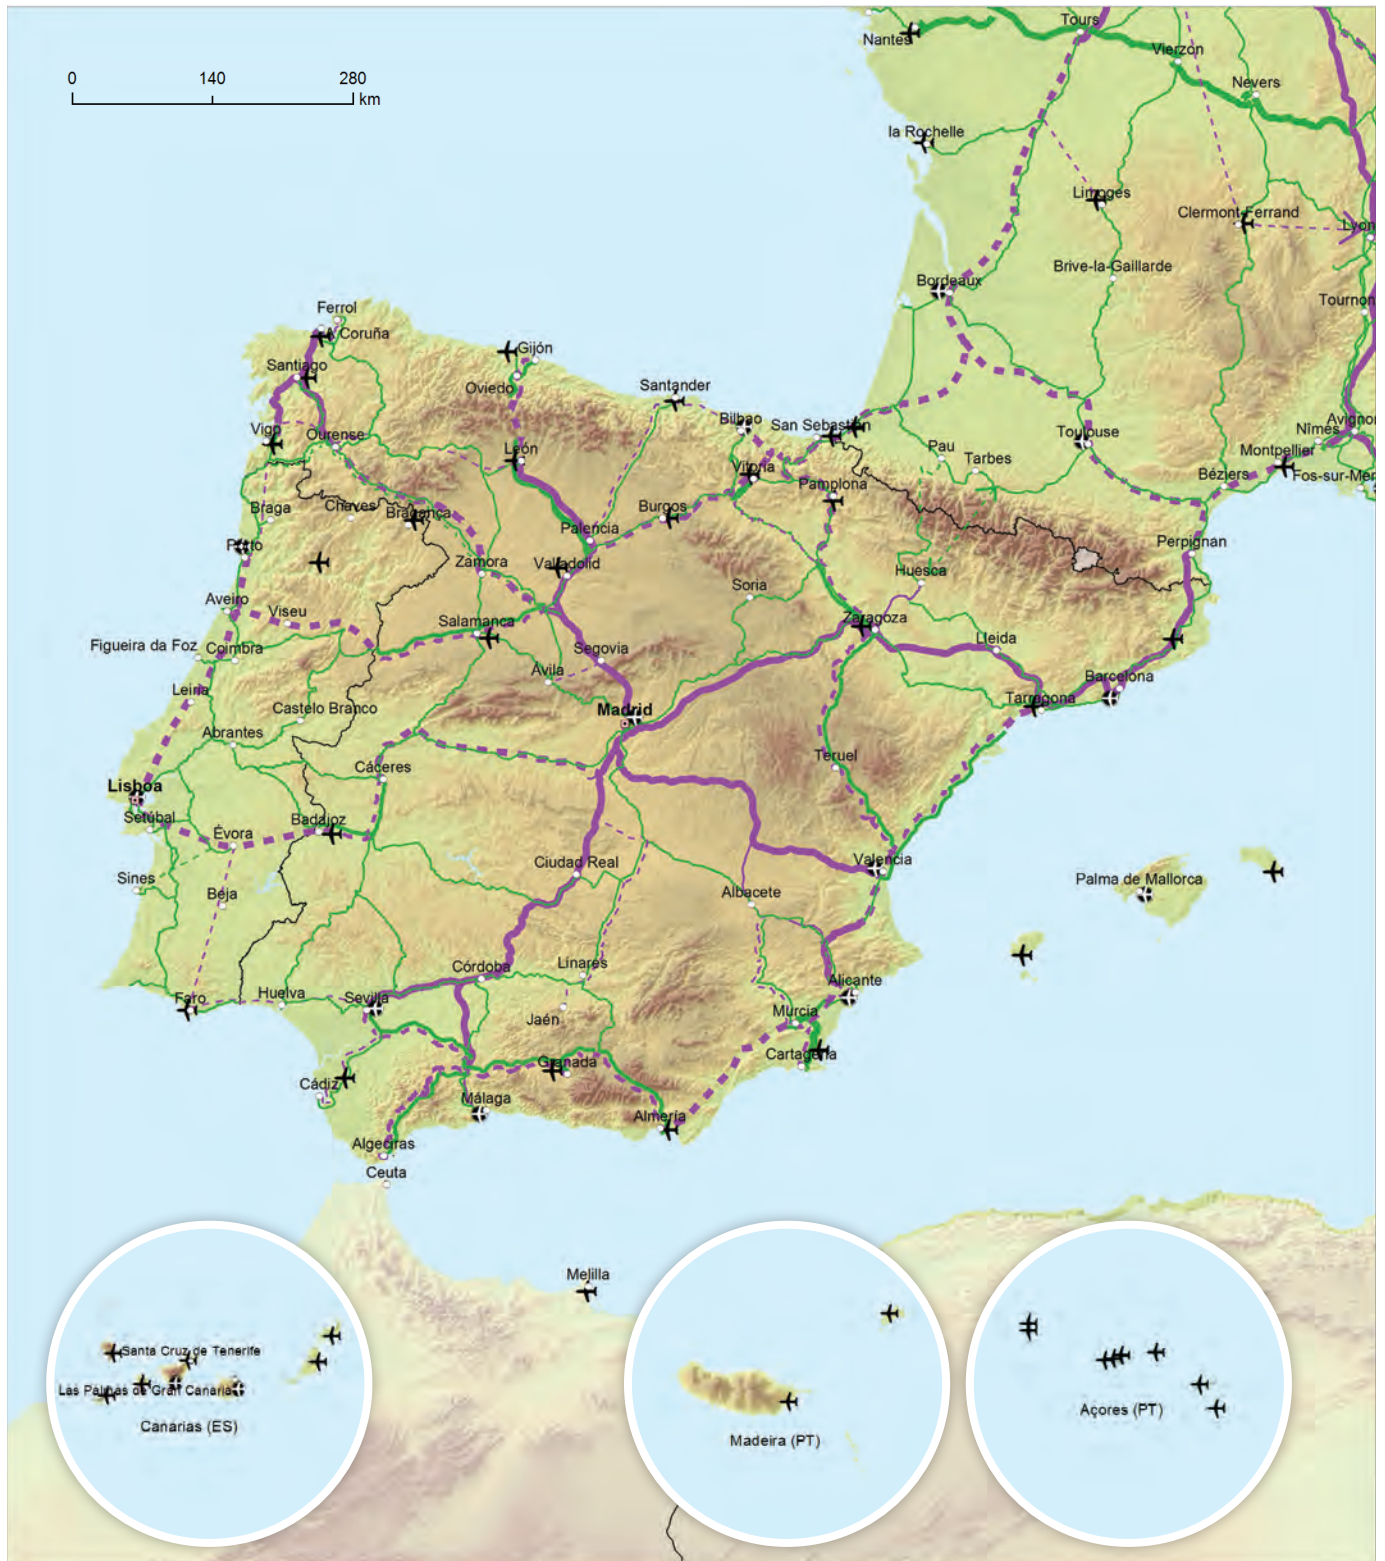 Tours
Nantes
Vierzon
0 140 280
km
Nevers
la Rochelle
Limoges
Clermont-Ferrand
Lyon
Brive-la-Gaillarde
Bordeaux
Tournon
Ferrol
A Coruña
Gijón
Santiago
Oviedo
Santander
Bilbao
San Sebastián
Avignon
Vigo
Ourense
Toulouse
Nîmes
León
Pau
Montpellier
Tarbes
Vitoria
Béziers
Fos-sur-Mer
Pamplona
Braga
Chaves
Bragança
Burgos
Palencia
Porto
Perpignan
Zamora
Valladolid
Huesca
Soria
Aveiro
Viseu
Salamanca
Zaragoza
Lleida
Figueira da Foz
Coimbra
Segovia
Ávila
Barcelona
Leiria
Tarragona
Castelo Branco
Madrid
Abrantes
Teruel
Cáceres
Lisboa
Setúbal
Évora
Badajoz
Ciudad Real
Valencia
Sines
Palma de Mallorca
Beja
Albacete
Córdoba
Linares
Alicante
Faro
Huelva
Sevilla
Murcia
Jaén
Cartagena
Granada
Cádiz
Málaga
Almería
Algeciras
Ceuta
Melilla
Santa Cruz de Tenerife
Las Palmas de Gran Canaria
Canarias (ES)
Madeira (PT)
Açores (PT)